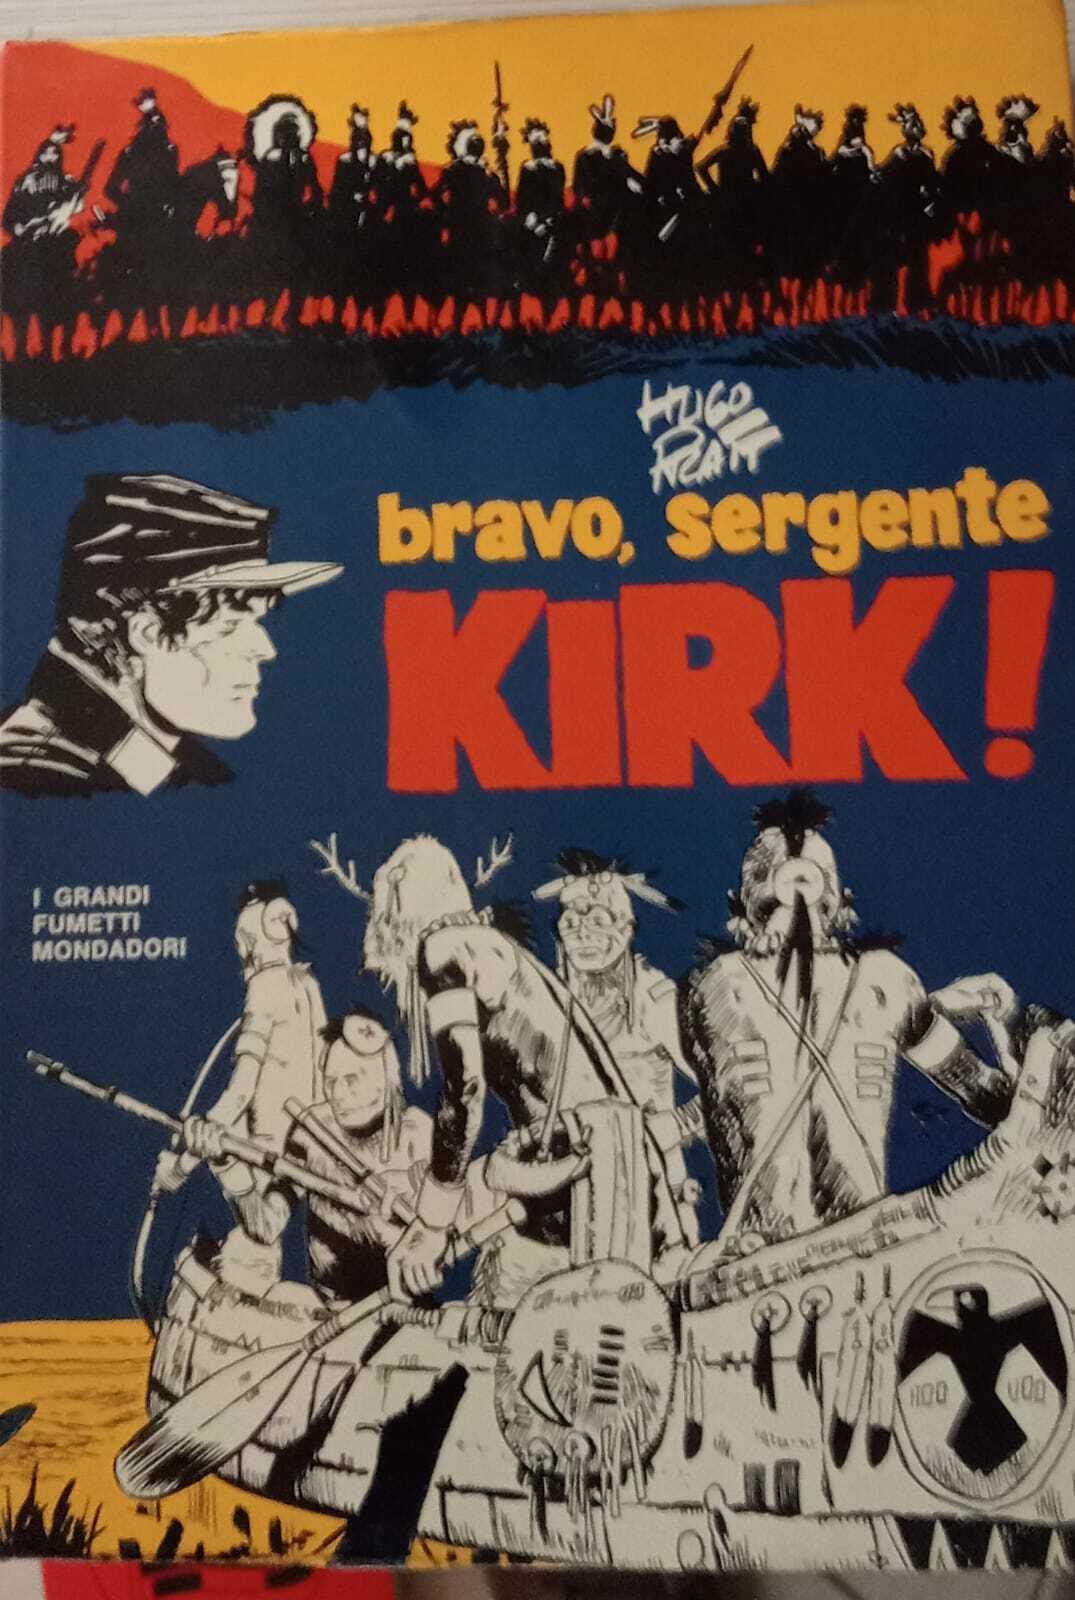 HUGO
PRATT
bravo, sergente
KIRK!
I GRANDI
FUMETTI
MONDADORI